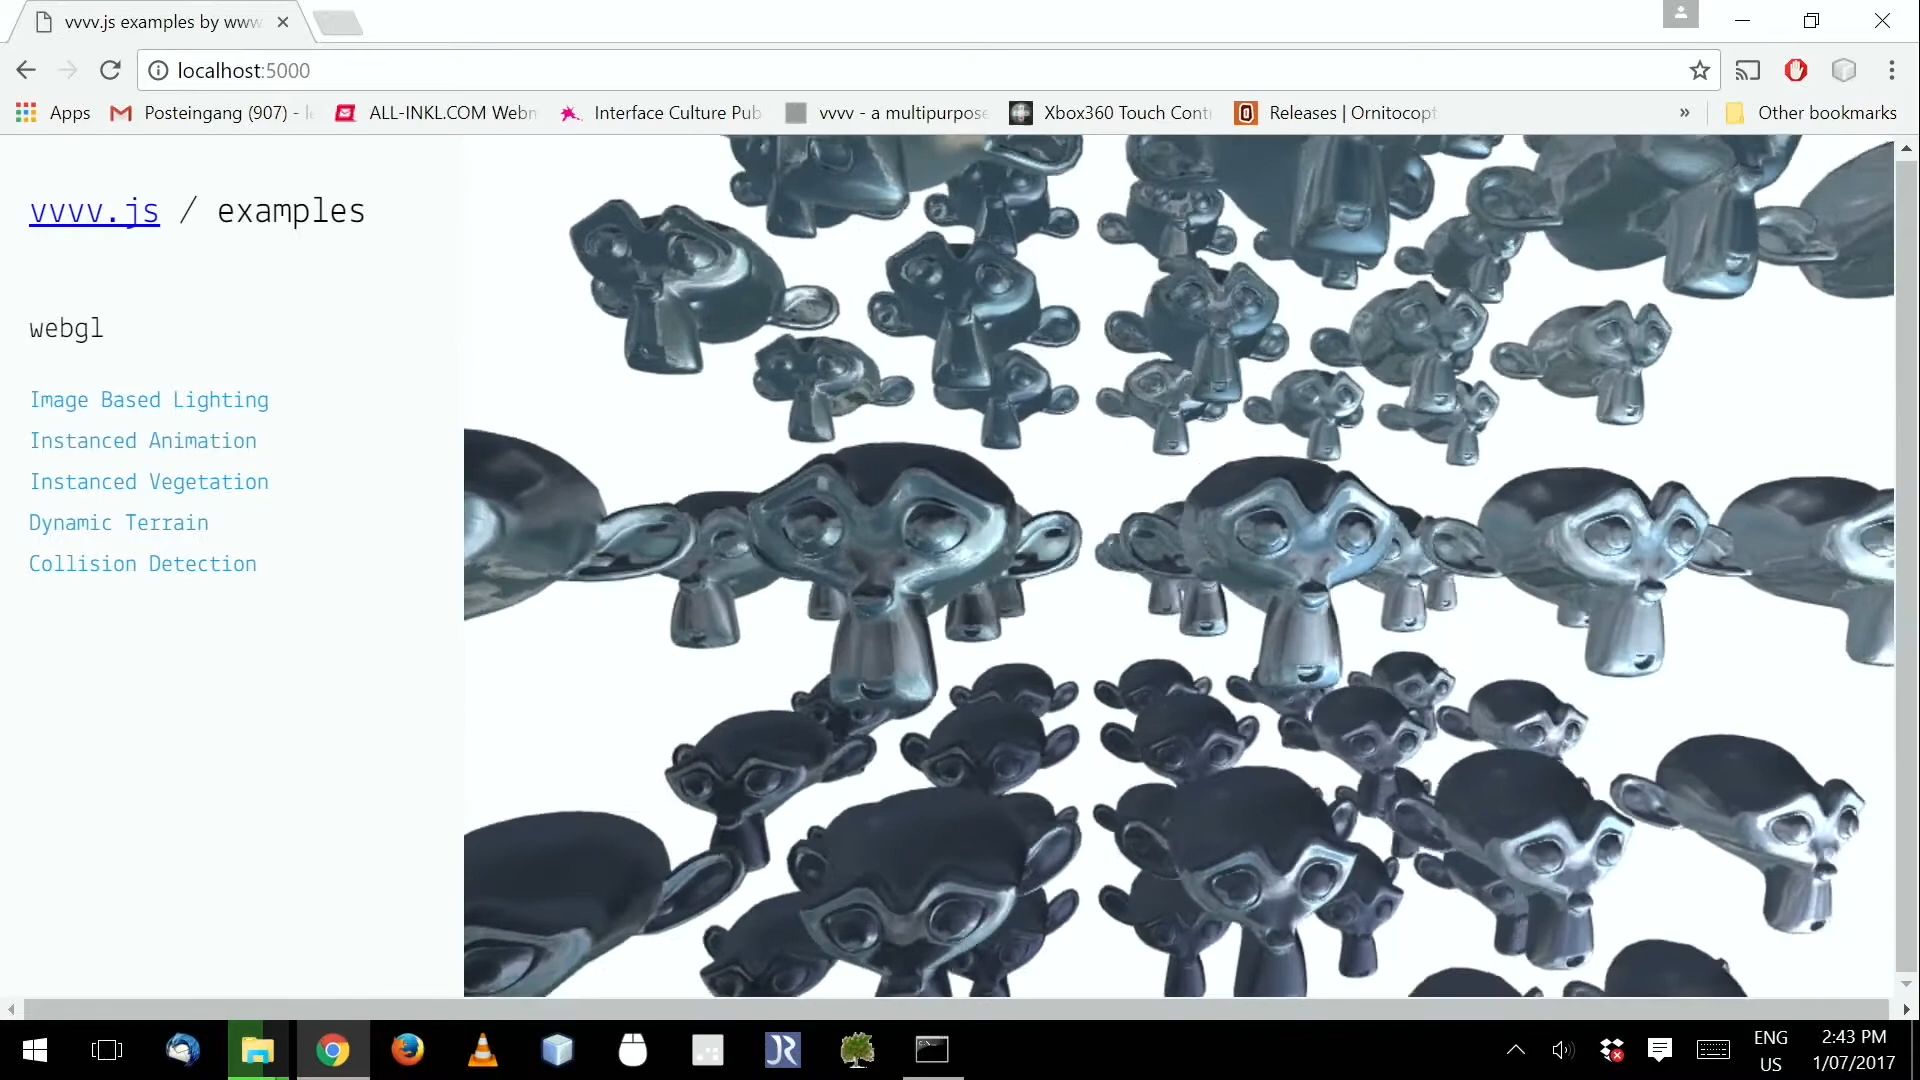 vvvv.js examples by www.
localhost:5000
Apps
Posteingang (907) -
ALL-INKL.COM Webm
Interface Culture Pub
vvvv - a multipurpose
Xbox360 Touch Cont
Releases | Ornitocopt
»
Other bookmarks
vvvv.js / examples
webgl
Image Based Lighting
Instanced Animation
Instanced Vegetation
Dynamic Terrain
Collision Detection
JR
ENG
US
2:43 PM
1/07/2017